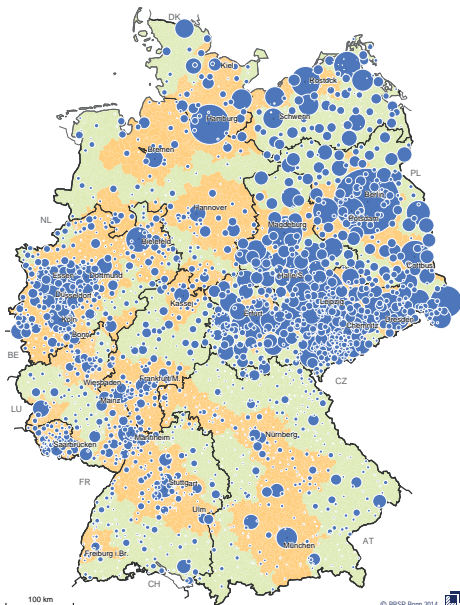 DK
Kiel
Rostock
Hamburg
Schwerin
Bremen
PL
Berlin
Hannover
Potsdam
NL
Magdeburg
Bielefeld
Cottbus
Essen
Dortmund
Halle/S.
Düsseldorf
Kassel
Leipzig
Erfurt
Dresden
Köln
Chemnitz
Bonn
BE
Wiesbaden
Frankfurt/M.
CZ
Mainz
LU
Mannheim
Nürnberg
Saarbrücken
FR
Stuttgart
Ulm
AT
München
Freiburg i.Br.
CH
100 km
© BBSR Bonn 2014